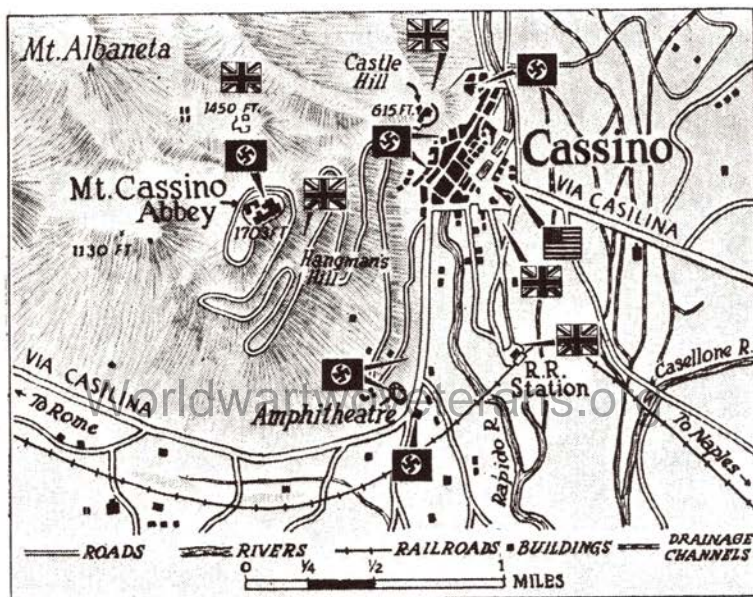 Mt. Albaneta
1450 FT.
Castle
Hill
615 FT.
Cassino
Mt. Cassino
Abbey
1703 FT
1130 FT
Hangman's
Hill
VIA CASILINA
VIA CASILINA
To Rome
Amphitheatre
R.R.
Station
Casellone R.
To Naples
Rapido R.
Worldwartwoveterans.org
ROADS RIVERS RAILROADS BUILDINGS DRAINAGE
CHANNELS
0 1/4 1/2 1
MILES